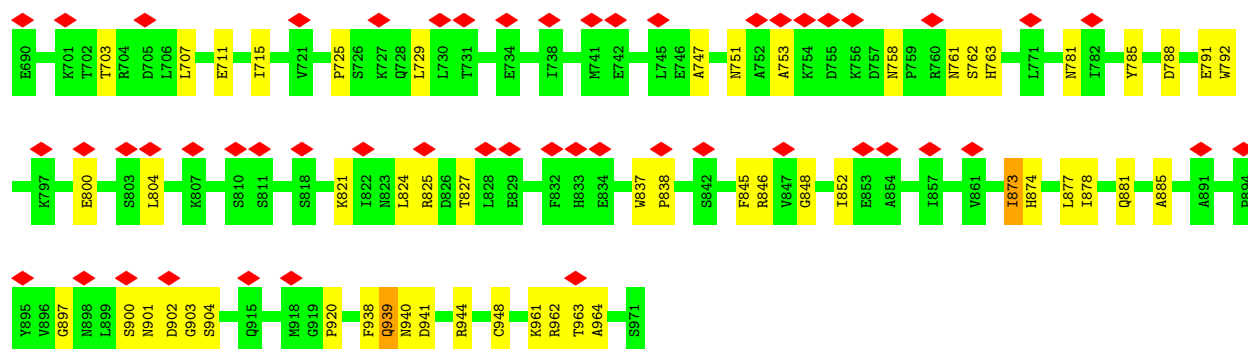 E690 K701 T702 T703 R704 D705 L706 L707 E711 I715 V721 P725 S726 K727 Q728 L729 L730 T731 E734 I738 M741 E742 L745 E746 A747 N751 A752 A753 K754 D755 K756 D757 N758 P759 R760 N761 S762 H763 L771 N781 I782 Y785 D788 E791 W792
K797 E800 S803 L804 K807 S810 S811 S818 K821 I822 N823 L824 R825 D826 T827 L828 E829 F832 H833 E834 W837 P838 S842 F845 R846 V847 G848 I852 E853 A854 I857 V861 I873 H874 L877 I878 Q881 A885 A891 P894
Y895 V896 G897 N898 L899 S900 N901 D902 G903 S904 Q915 M918 G919 P920 F938 Q939 N940 D941 R944 C948 K961 R962 T963 A964 S971